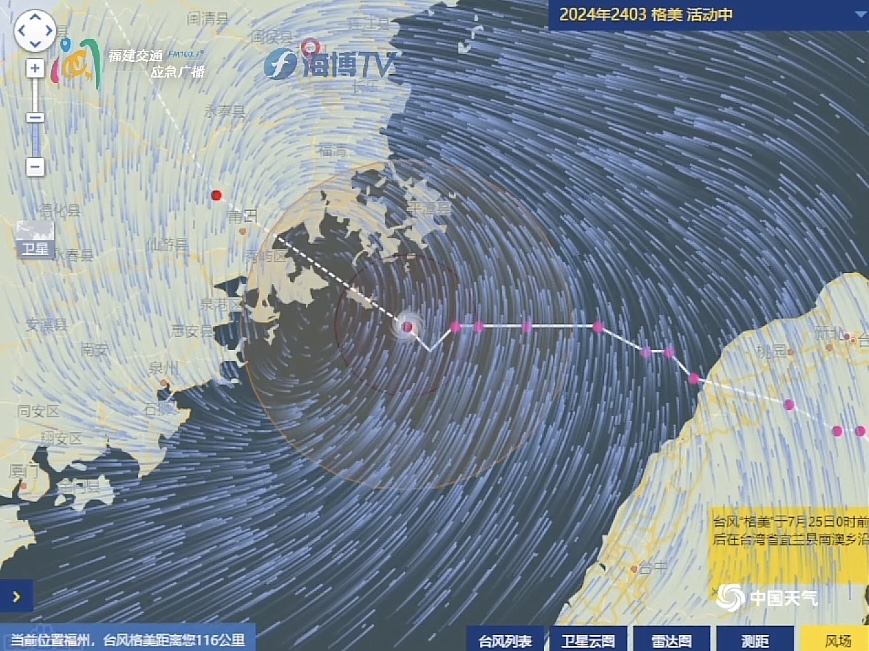 2024年2403 格美 活动中
闽清县
福建交通 FM100.7
应急广播
海博TV
永泰县
福清
德化县
莆田
卫星
永春县
仙游县
秀屿区
平潭县
泉港区
安溪县
惠安县
南安
泉州
石狮
同安区
翔安区
厦门
金门县
新北
桃园
台
台中
台风“格美”于7月25日0时前
后在台湾省宜兰县南澳乡沿
中国天气
当前位置福州，台风格美距离您116公里
台风列表
卫星云图
雷达图
测距
风场